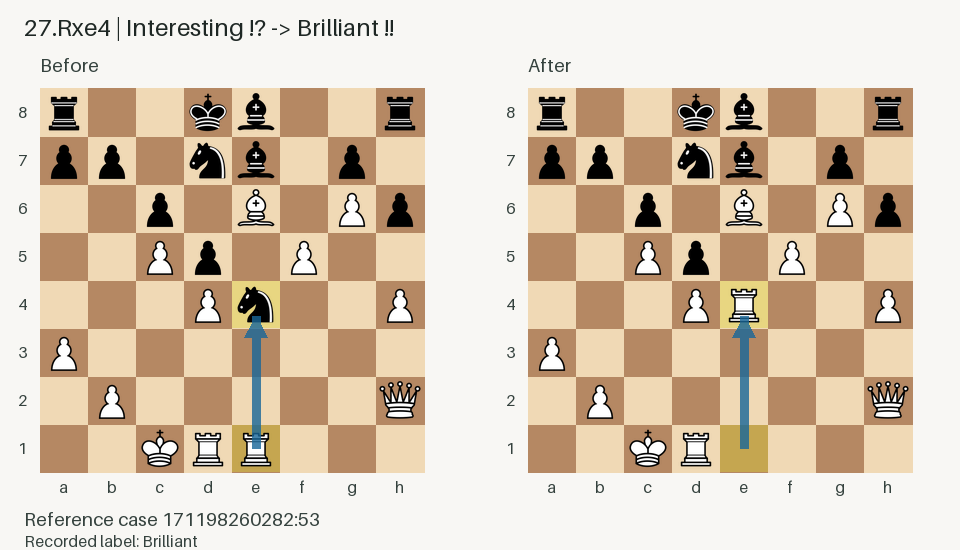 27.Rxe4 | Interesting !? -> Brilliant !!
Before
After
8
7
6
5
4
3
2
1
a b c d e f g h
8
7
6
5
4
3
2
1
a b c d e f g h
Reference case 171198260282:53
Recorded label: Brilliant